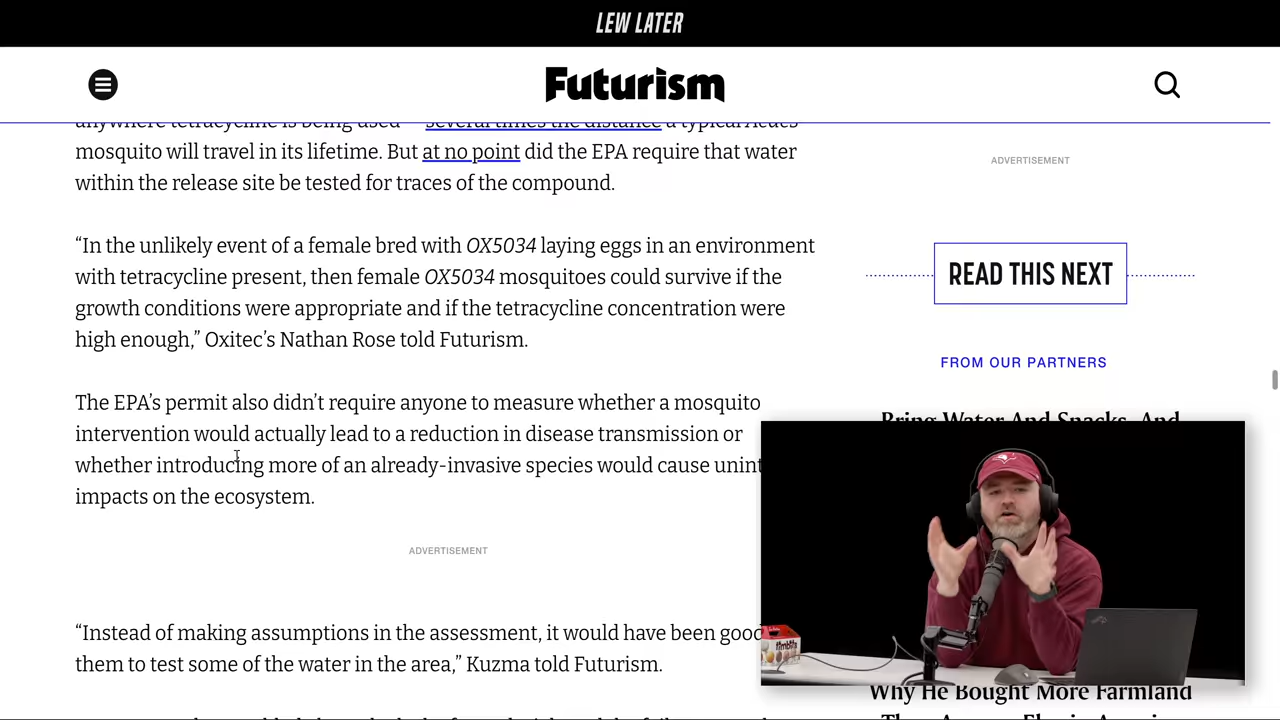 LEW LATER
Futurism
anywhere tetracycline is being used — several times the distance a typical Aedes
mosquito will travel in its lifetime. But at no point did the EPA require that water
within the release site be tested for traces of the compound.
“In the unlikely event of a female bred with OX5034 laying eggs in an environment
with tetracycline present, then female OX5034 mosquitoes could survive if the
growth conditions were appropriate and if the tetracycline concentration were
high enough,” Oxitec’s Nathan Rose told Futurism.
The EPA’s permit also didn’t require anyone to measure whether a mosquito
intervention would actually lead to a reduction in disease transmission or
whether introducing more of an already-invasive species would cause unint
impacts on the ecosystem.
ADVERTISEMENT
“Instead of making assumptions in the assessment, it would have been good
them to test some of the water in the area,” Kuzma told Futurism.
ADVERTISEMENT
READ THIS NEXT
FROM OUR PARTNERS
Bring Water And Snacks, And
Why He Bought More Farmland